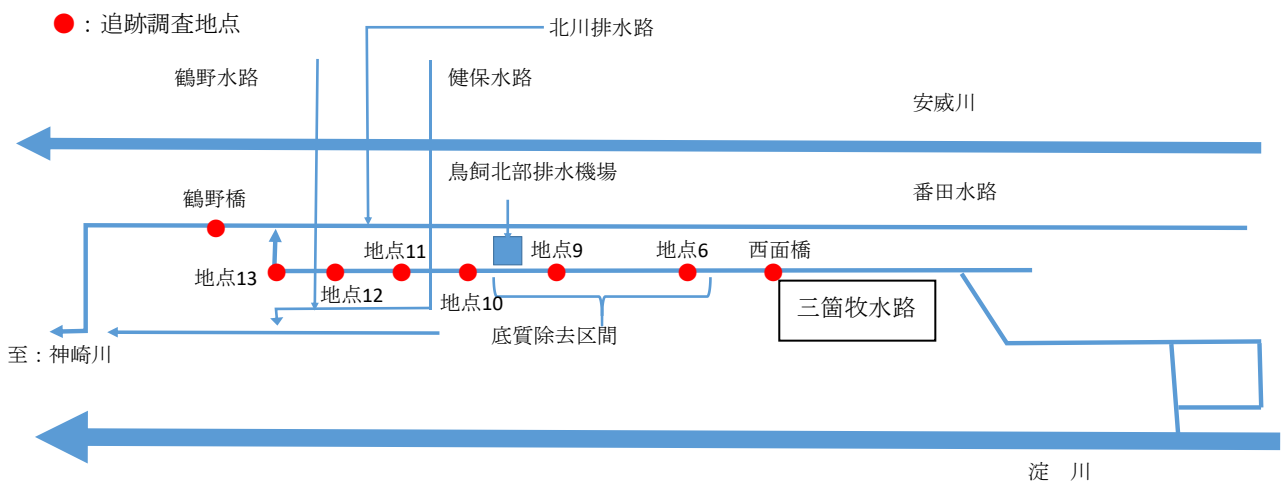 ：追跡調査地点
北川排水路
鶴野水路
健保水路
安威川
鳥飼北部排水機場
番田水路
鶴野橋
地点11
地点9
地点6
西面橋
地点13
地点12
地点10
三箇牧水路
底質除去区間
至：神崎川
淀　川